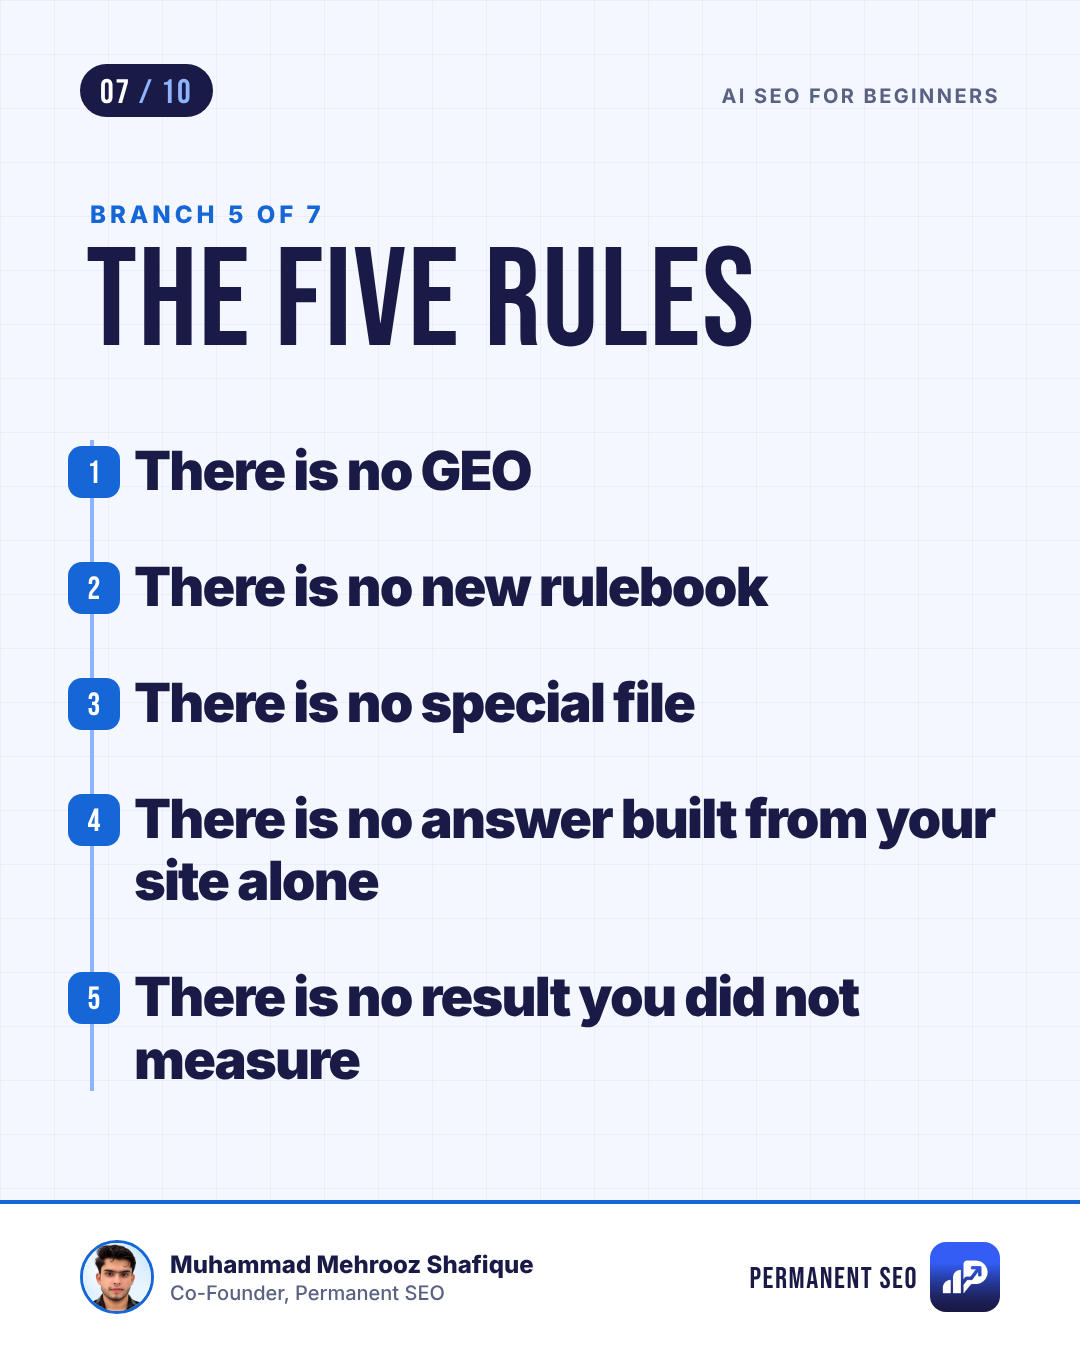 07 / 10
AI SEO FOR BEGINNERS
BRANCH 5 OF 7
THE FIVE RULES
1 There is no GEO
2 There is no new rulebook
3 There is no special file
4 There is no answer built from your
site alone
5 There is no result you did not
measure
Muhammad Mehrooz Shafique
Co-Founder, Permanent SEO
PERMANENT SEO